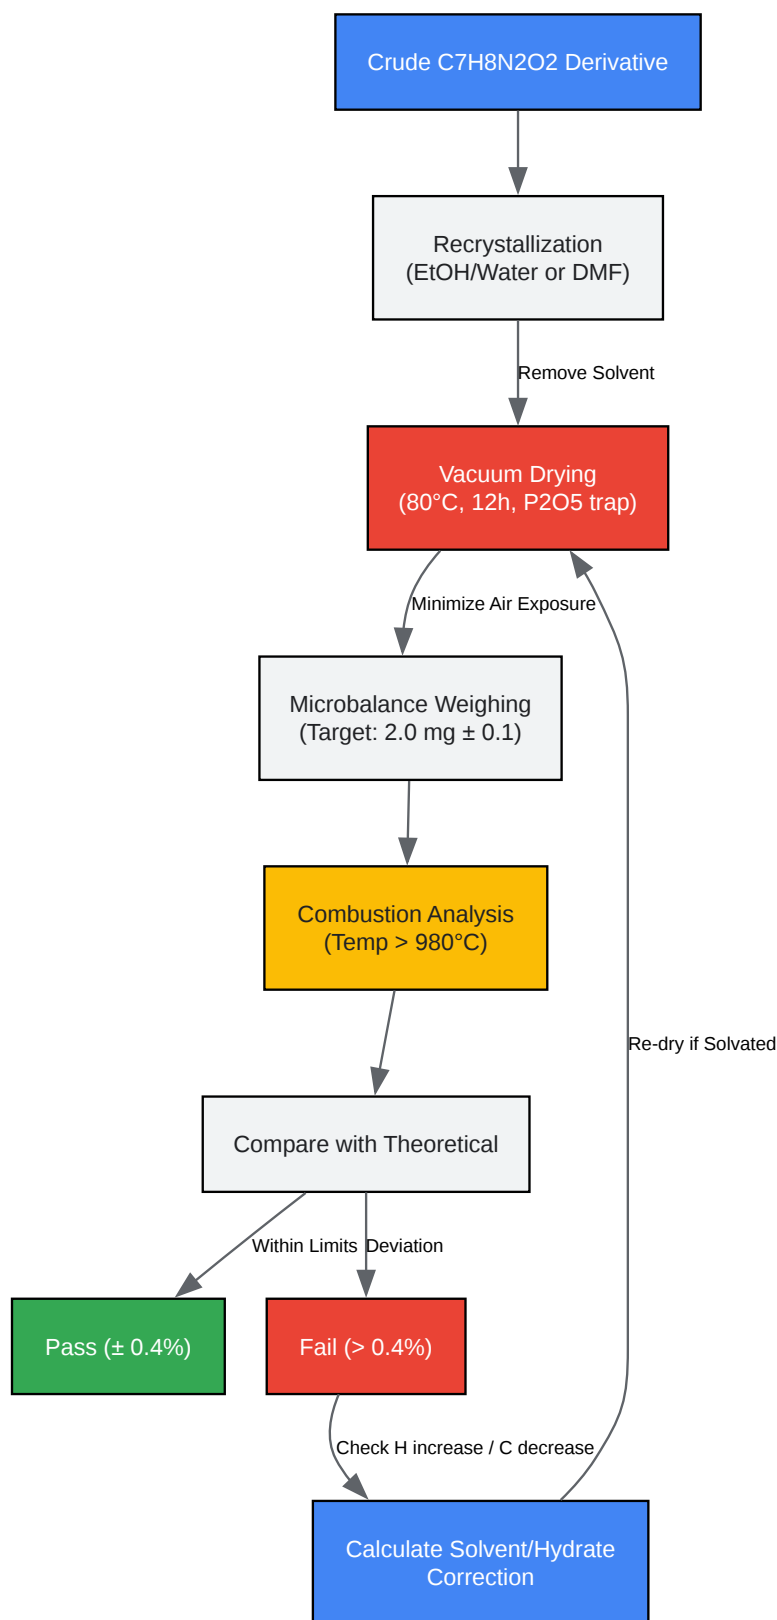 Crude C7H8N2O2 Derivative
Recrystallization
(EtOH/Water or DMF)
Remove Solvent
Vacuum Drying
(80°C, 12h, P2O5 trap)
Minimize Air Exposure
Microbalance Weighing
(Target: 2.0 mg ± 0.1)
Combustion Analysis
(Temp > 980°C)
Re-dry if Solvated
Compare with Theoretical
Within Limits
Deviation
Pass (± 0.4%)
Fail (> 0.4%)
Check H increase / C decrease
Calculate Solvent/Hydrate
Correction